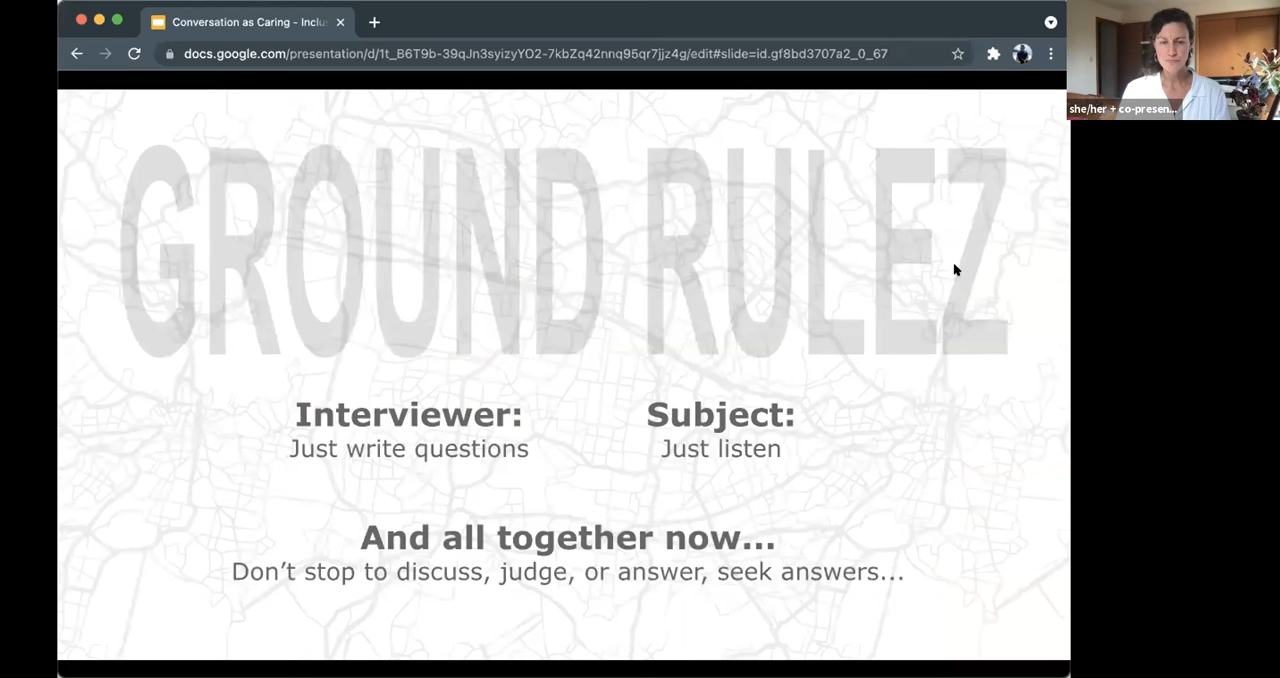 Conversation as Caring - Inclu
docs.google.com/presentation/d/1t_B6T9b-39qJn3syizyYO2-7kbZq42nnq95qr7jjz4g/edit#slide=id.gf8bd3707a2_0_67
she/her + co-presen...
GROUND RULEZ
Interviewer:
Just write questions
Subject:
Just listen
And all together now...
Don't stop to discuss, judge, or answer, seek answers...